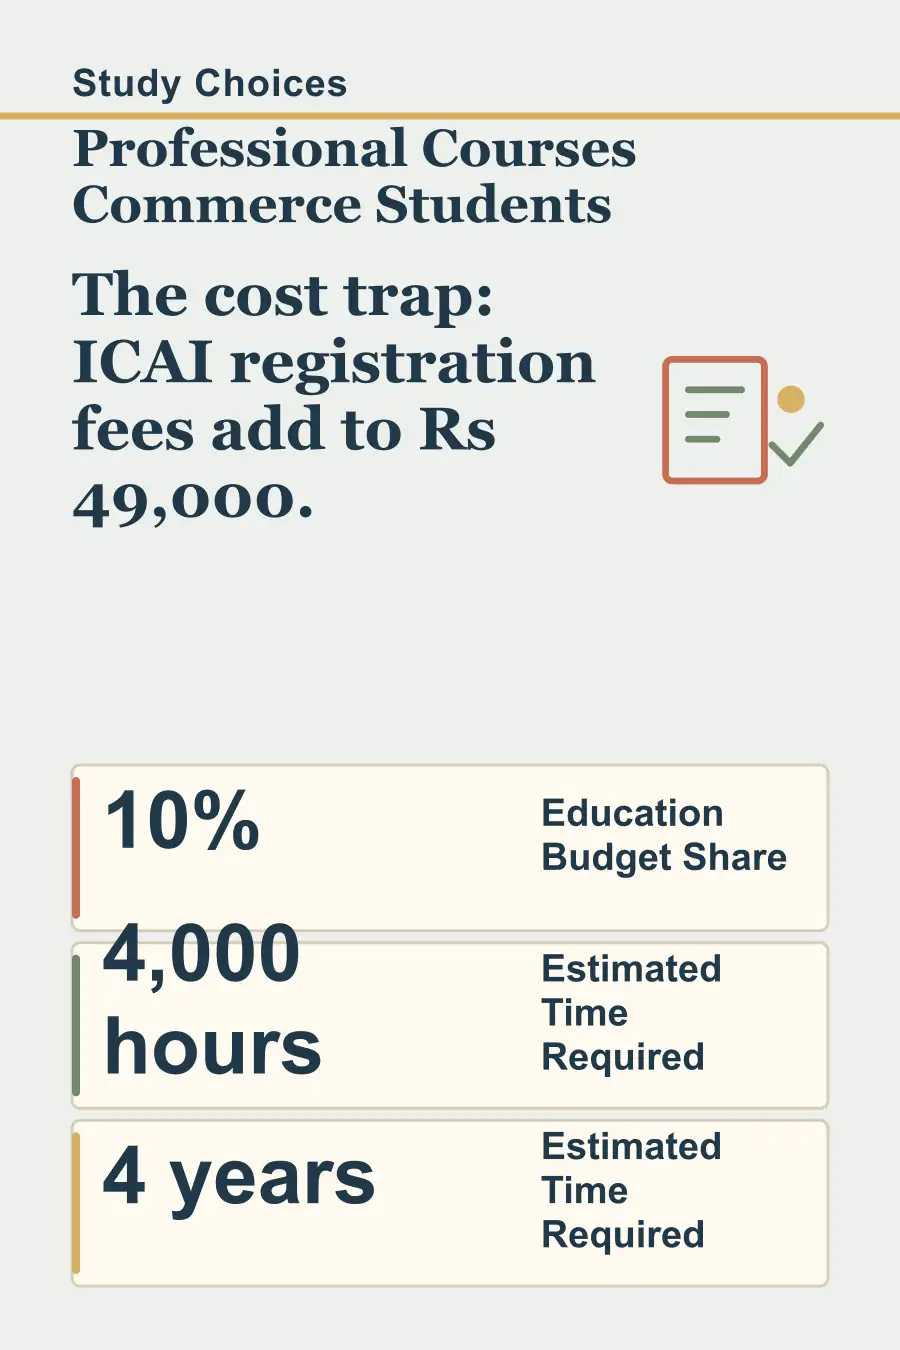 Study Choices
Professional Courses
Commerce Students
The cost trap:
ICAI registration
fees add to Rs
49,000.
10%
Education
Budget Share
4,000
hours
Estimated
Time
Required
4 years
Estimated
Time
Required